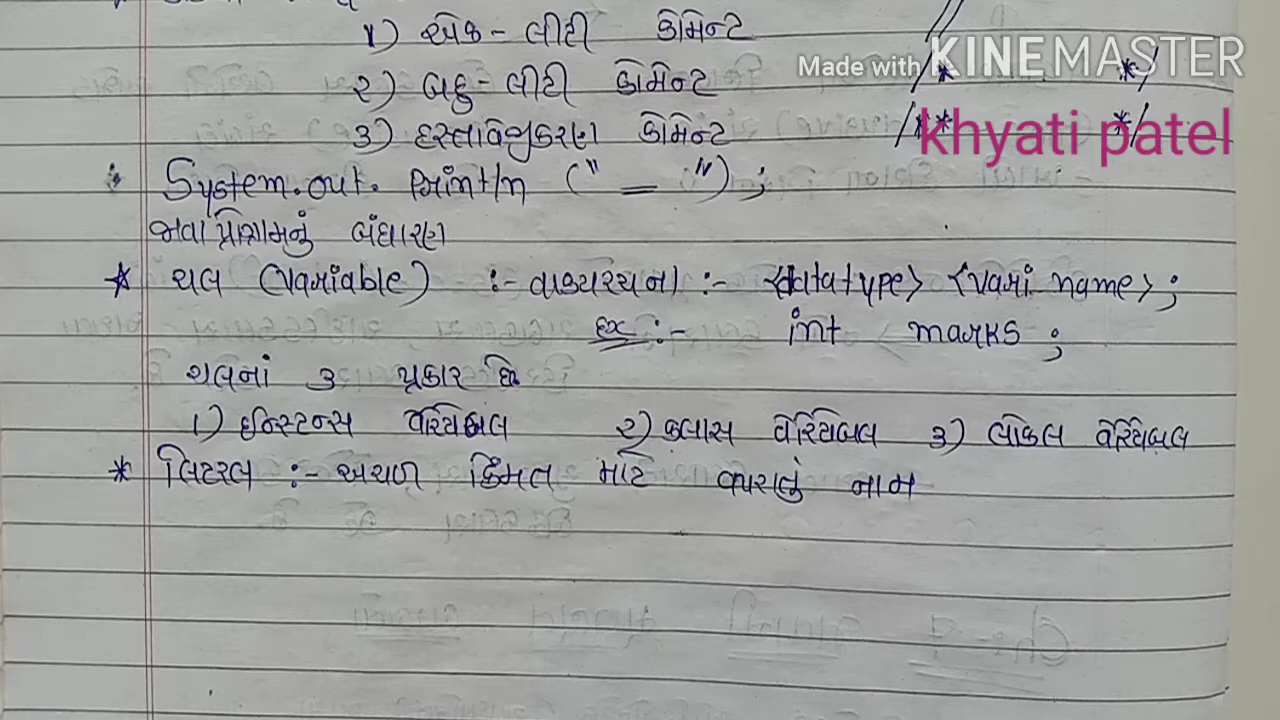 ૧) એક - લીટી કોમેન્ટ //
૨) બહુ - લીટી કોમેન્ટ /* */
Made with KINEMASTER
૩) દસ્તાવેજીકરણ કોમેન્ટ /** */
khyati patel
System.out.println (" — ");
જાવા પ્રોગ્રામનું બંધારણ
* ચલ (Variable) :- વાક્યરચના :- <datatype> <vari name>;
Ex :- int marks;
ચલનાં ૩ પ્રકાર છે
૧) ઇન્સ્ટન્સ વેરિયેબલ ૨) ક્લાસ વેરિયેબલ ૩) લોકલ વેરિયેબલ
* લિટરલ :- અચળ કિંમત માટે વપરાતું નામ